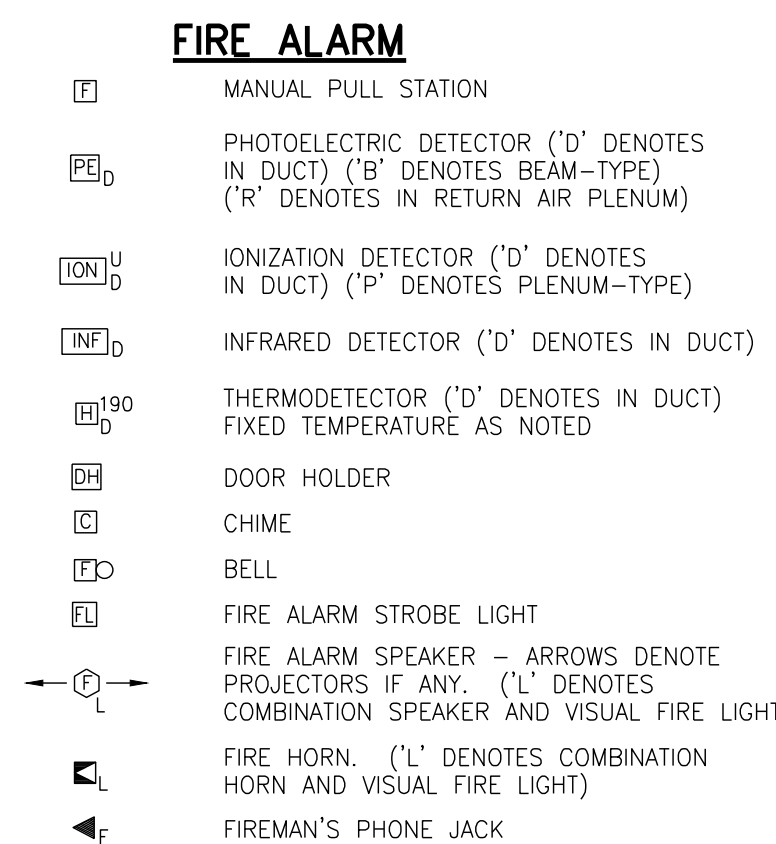 FIRE ALARM
F MANUAL PULL STATION
PHOTOELECTRIC DETECTOR ('D' DENOTES
PE D IN DUCT) ('B' DENOTES BEAM-TYPE)
('R' DENOTES IN RETURN AIR PLENUM)
ION U D IONIZATION DETECTOR ('D' DENOTES
IN DUCT) ('P' DENOTES PLENUM-TYPE)
INF D INFRARED DETECTOR ('D' DENOTES IN DUCT)
H 190 D THERMODETECTOR ('D' DENOTES IN DUCT)
FIXED TEMPERATURE AS NOTED
DH DOOR HOLDER
C CHIME
F BELL
FL FIRE ALARM STROBE LIGHT
FIRE ALARM SPEAKER – ARROWS DENOTE
F L PROJECTORS IF ANY. ('L' DENOTES
COMBINATION SPEAKER AND VISUAL FIRE LIGHT
L FIRE HORN. ('L' DENOTES COMBINATION
HORN AND VISUAL FIRE LIGHT)
F FIREMAN'S PHONE JACK